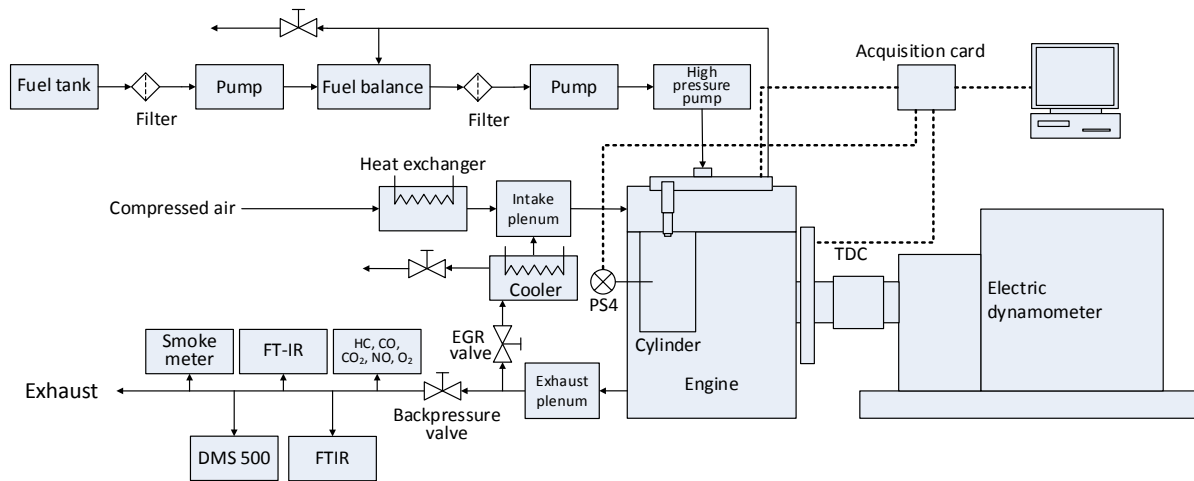 Acquisition card
Fuel tank
Filter
Pump
Fuel balance
Filter
Pump
High
pressure
pump
Heat exchanger
Compressed air
Intake
plenum
Cooler
PS4
TDC
Electric
dynamometer
Cylinder
Engine
EGR
valve
Smoke
meter
FT-IR
HC, CO,
CO₂, NO, O₂
Exhaust
Backpressure
valve
Exhaust
plenum
DMS 500
FTIR